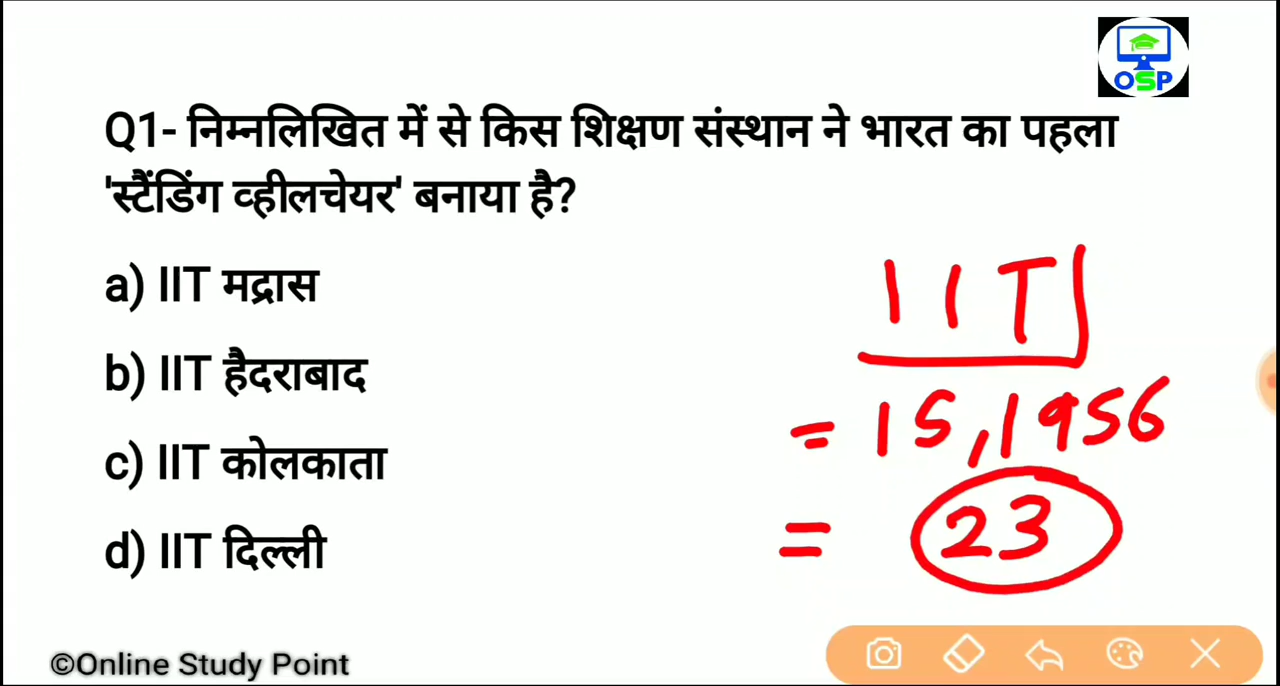 OSP
Q1- निम्नलिखित में से किस शिक्षण संस्थान ने भारत का पहला
'स्टैंडिंग व्हीलचेयर' बनाया है?
a) IIT मद्रास
b) IIT हैदराबाद
c) IIT कोलकाता
d) IIT दिल्ली
IIT
= 15,1956
= 23
©Online Study Point